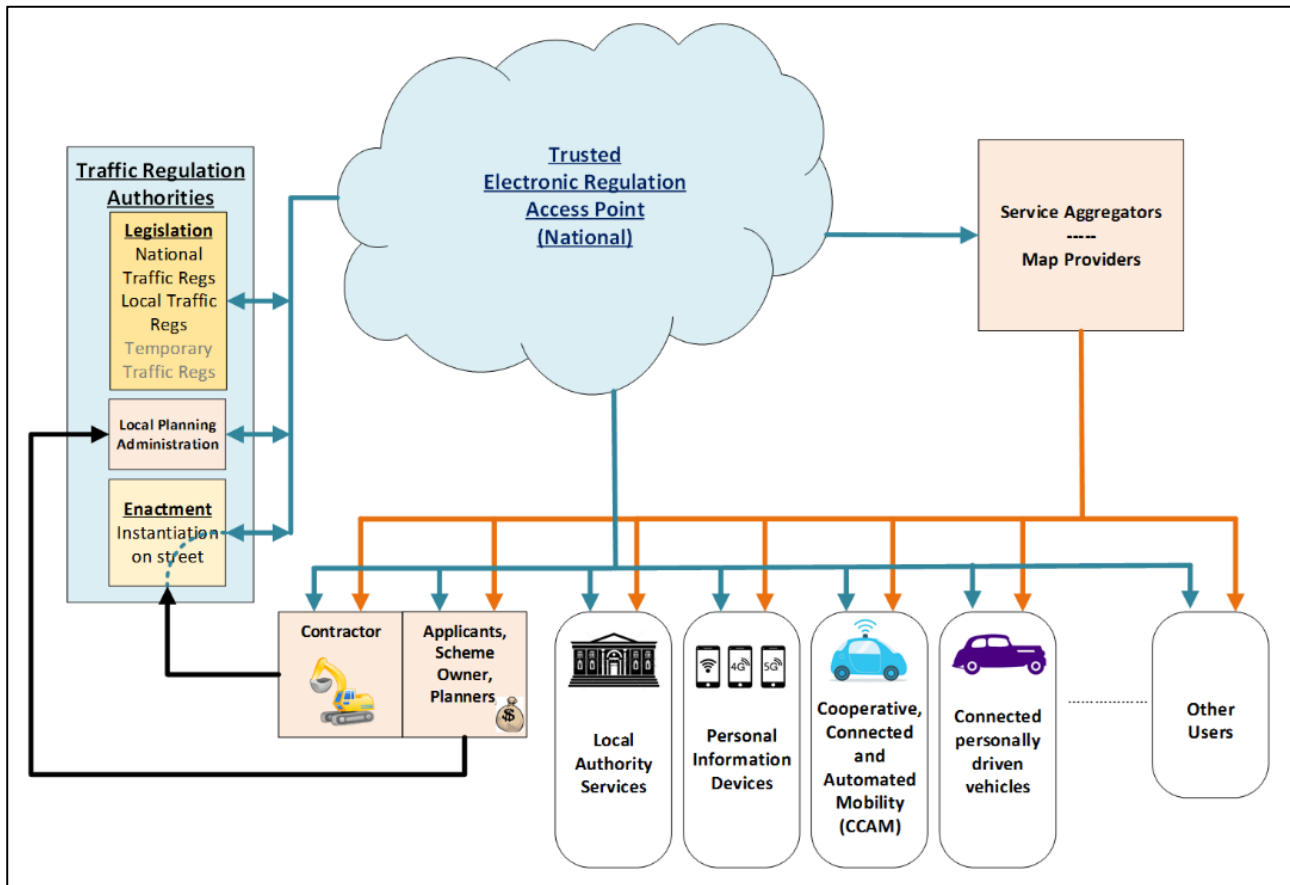 Trusted
Electronic Regulation
Access Point
(National)
Traffic Regulation
Authorities
Legislation
National
Traffic Regs
Local Traffic
Regs
Temporary
Traffic Regs
Local Planning
Administration
Enactment
Instantiation
on street
Service Aggregators
-----
Map Providers
Contractor
Applicants,
Scheme
Owner,
Planners
$
Local
Authority
Services
4G
5G
Personal
Information
Devices
Cooperative,
Connected
and
Automated
Mobility
(CCAM)
Connected
personally
driven
vehicles
Other
Users